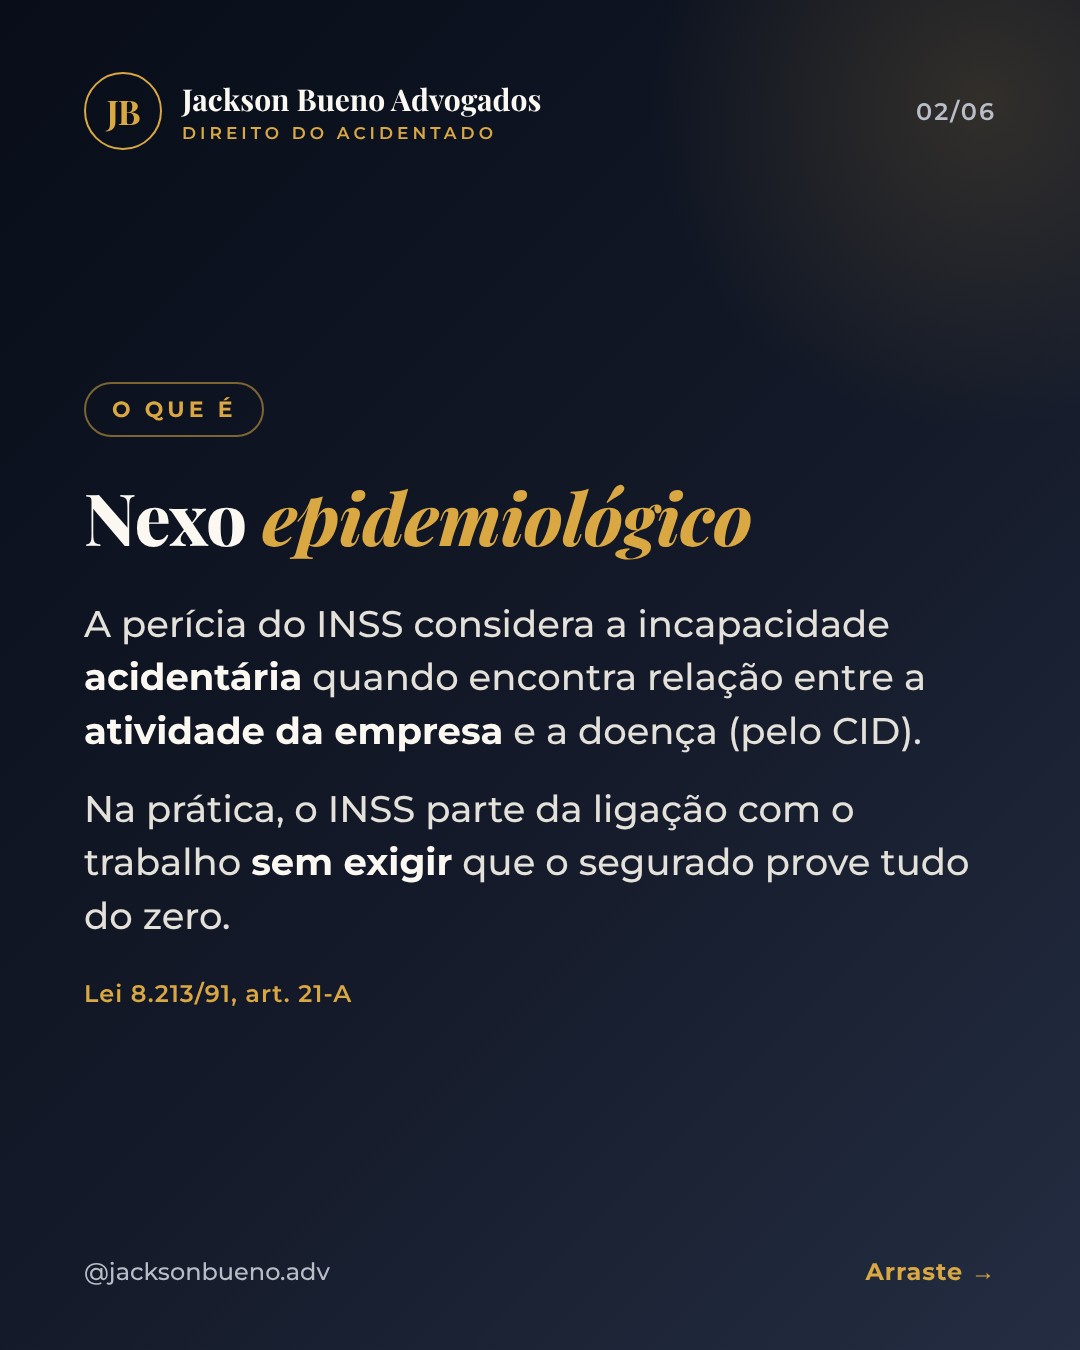 JB
Jackson Bueno Advogados
DIREITO DO ACIDENTADO
02/06
O QUE É
Nexo epidemiológico
A perícia do INSS considera a incapacidade
acidentária quando encontra relação entre a
atividade da empresa e a doença (pelo CID).
Na prática, o INSS parte da ligação com o
trabalho sem exigir que o segurado prove tudo
do zero.
Lei 8.213/91, art. 21-A
@jacksonbueno.adv
Arraste →